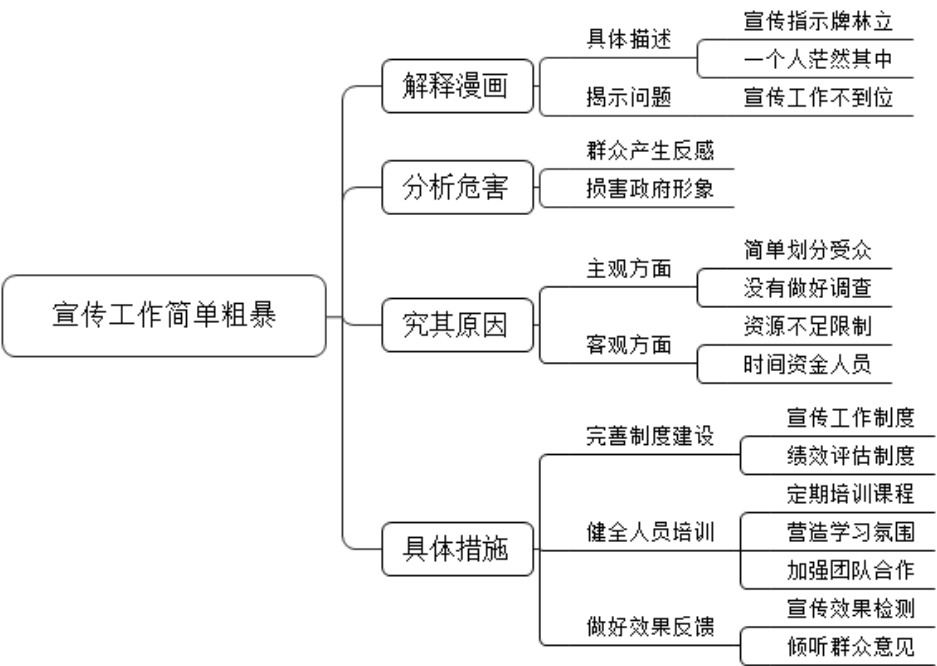 宣传工作简单粗暴
解释漫画
具体描述
宣传指示牌林立
一个人茫然其中
揭示问题
宣传工作不到位
分析危害
群众产生反感
损害政府形象
究其原因
主观方面
简单划分受众
没有做好调查
客观方面
资源不足限制
时间资金人员
具体措施
完善制度建设
宣传工作制度
绩效评估制度
健全人员培训
定期培训课程
营造学习氛围
加强团队合作
做好效果反馈
宣传效果检测
倾听群众意见